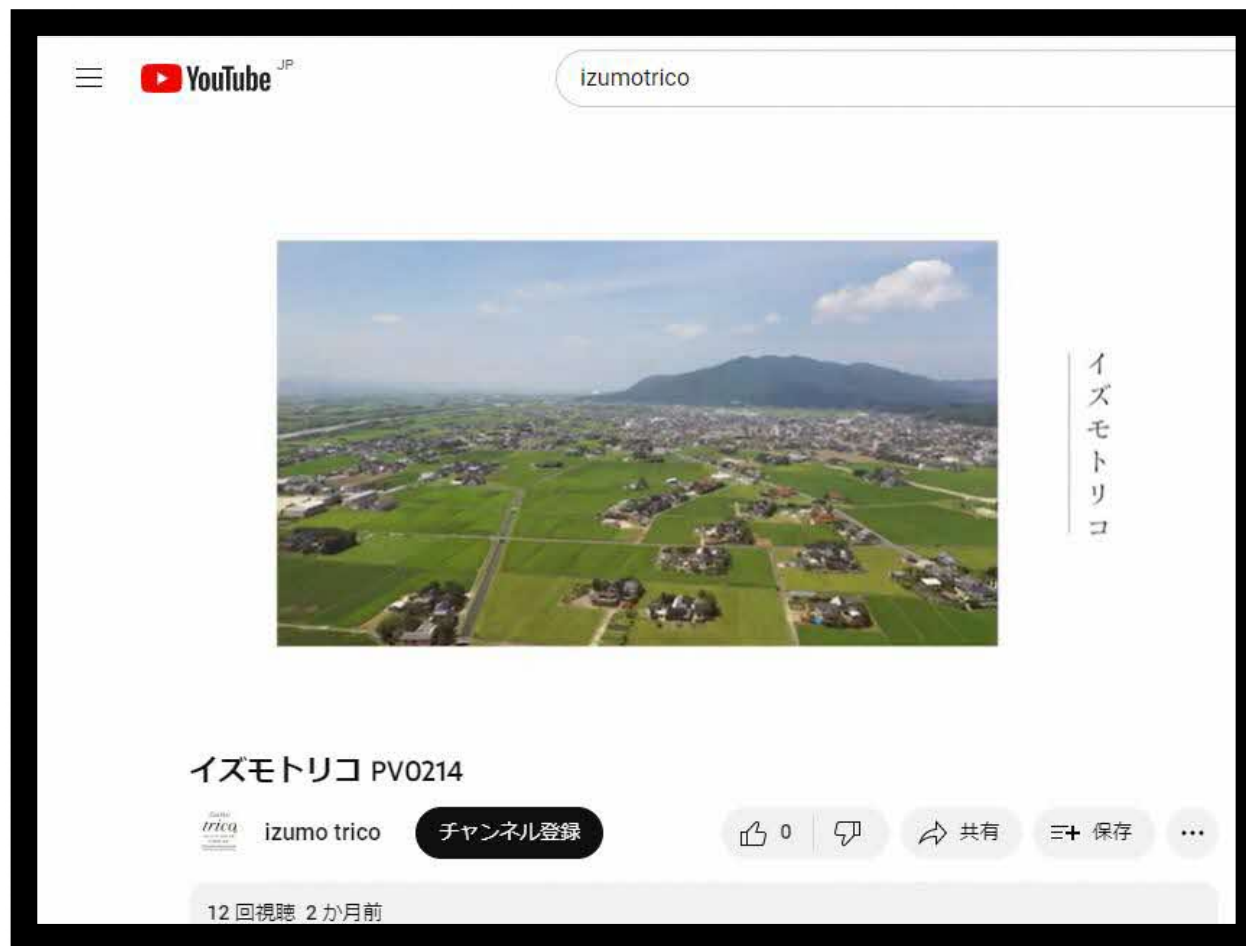 YouTube JP
izumotrico
イズモトリコ
イズモトリコ PV0214
trico
izumo trico
チャンネル登録
0
共有
保存
12 回視聴 2 か月前